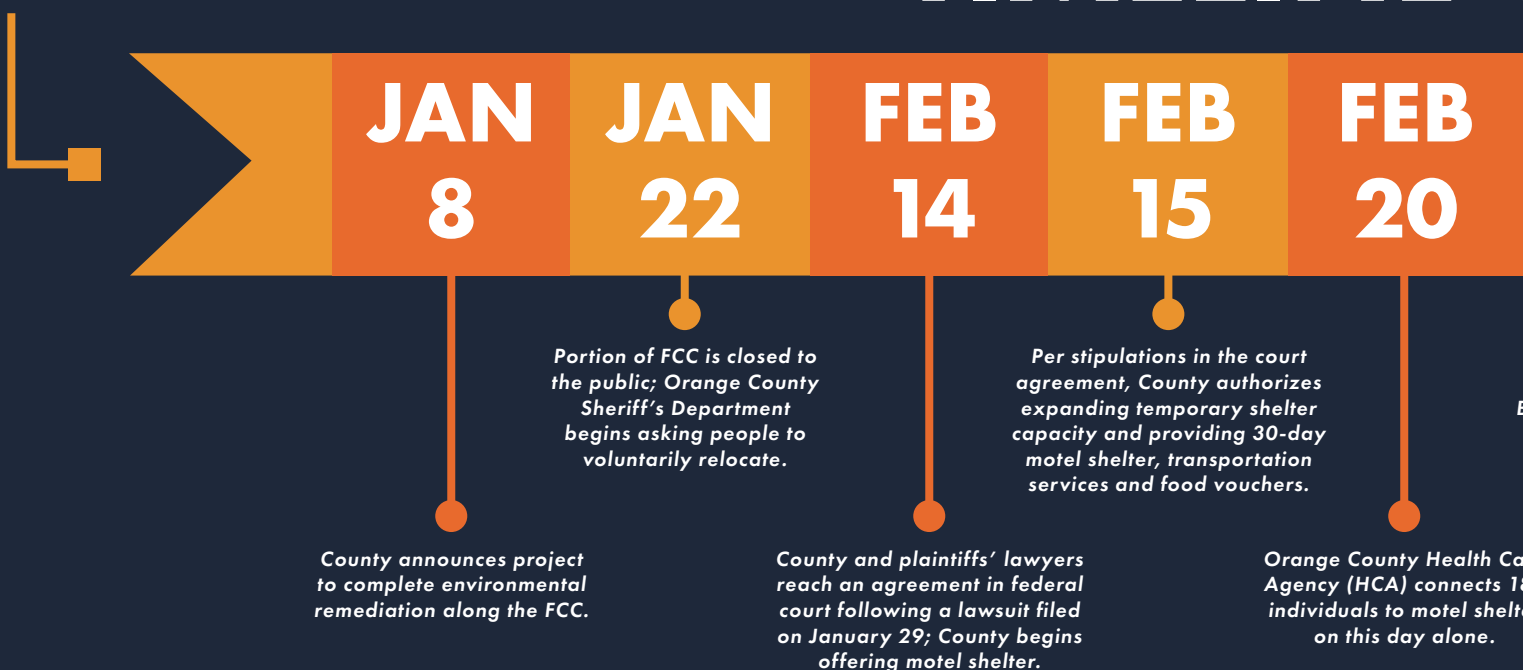 JAN
8
JAN
22
FEB
14
FEB
15
FEB
20
County announces project
to complete environmental
remediation along the FCC.
Portion of FCC is closed to
the public; Orange County
Sheriff's Department
begins asking people to
voluntarily relocate.
County and plaintiffs' lawyers
reach an agreement in federal
court following a lawsuit filed
on January 29; County begins
offering motel shelter.
Per stipulations in the court
agreement, County authorizes
expanding temporary shelter
capacity and providing 30-day
motel shelter, transportation
services and food vouchers.
Orange County Health
Agency (HCA) connects
individuals to motel
on this day alone.